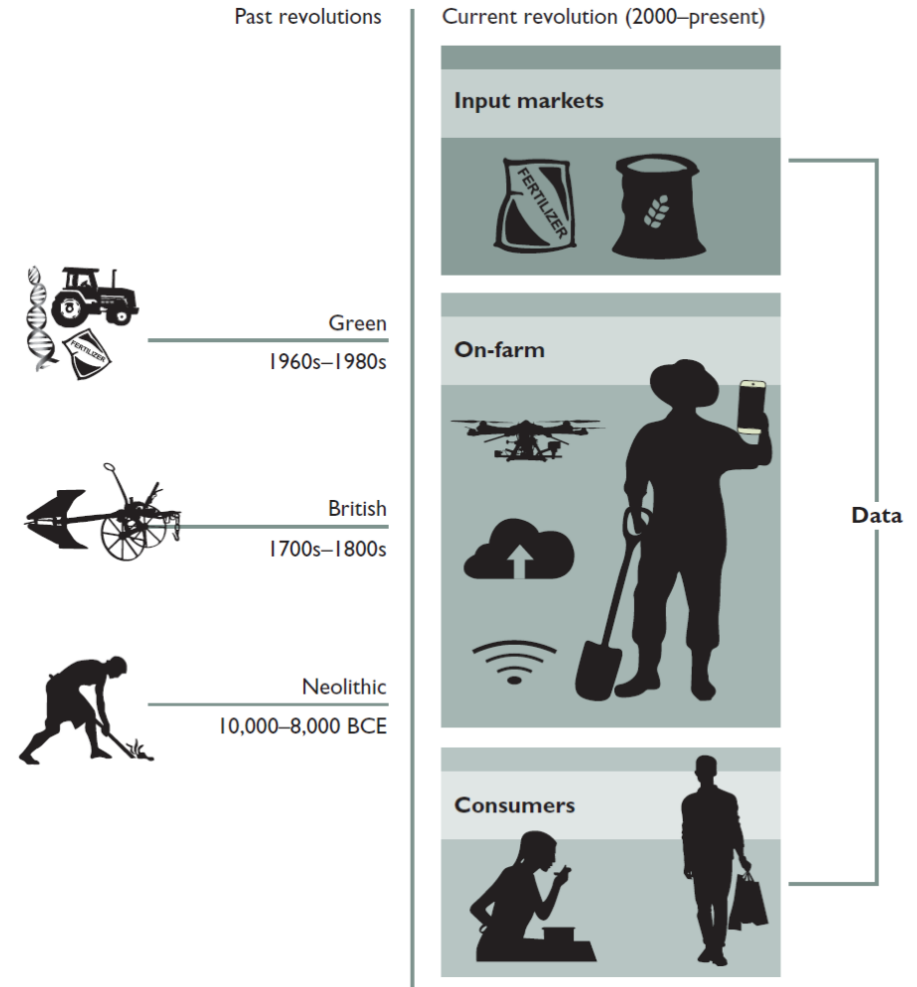 Past revolutions
Current revolution (2000–present)
Input markets
FERTILIZER
Green
1960s–1980s
FERTILIZER
On-farm
British
1700s–1800s
Data
Neolithic
10,000–8,000 BCE
Consumers